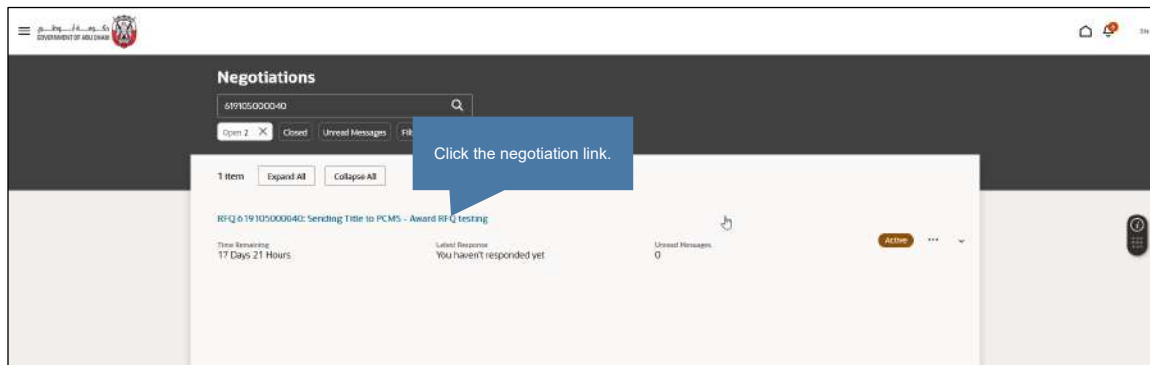 GOVERNMENT OF ABU DHABI
Negotiations
619105000040
Open 2 Closed Unread Messages
Click the negotiation link.
1 Item Expand All Collapse All
RFQ 619105000040: Sending Title to PCMS - Award RFQ testing
Time Remaining Latest Response Unread Messages
17 Days 21 Hours You haven't responded yet 0
Active